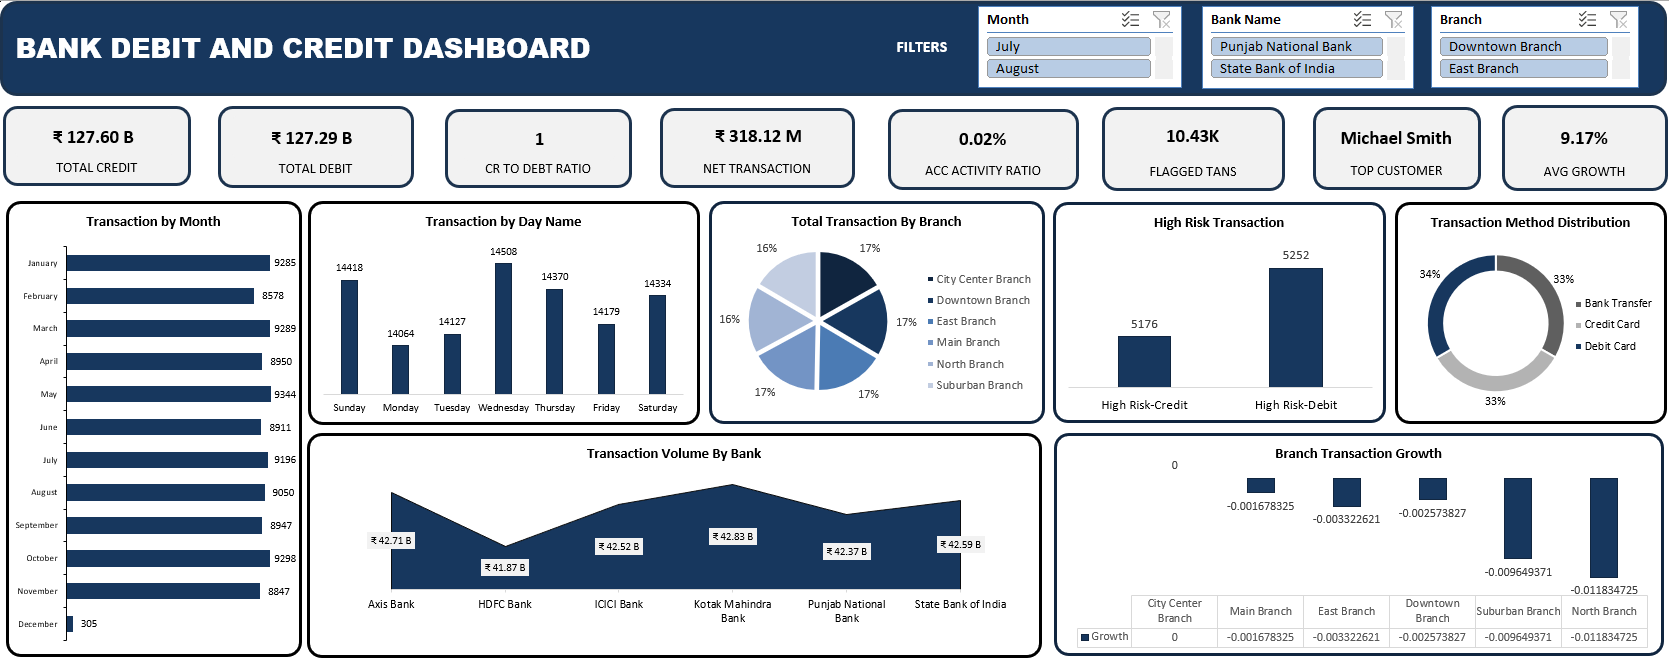 BANK DEBIT AND CREDIT DASHBOARD
FILTERS
Month
July
August
Bank Name
Punjab National Bank
State Bank of India
Branch
Downtown Branch
East Branch
₹ 127.60 B
TOTAL CREDIT
₹ 127.29 B
TOTAL DEBIT
1
CR TO DEBT RATIO
₹ 318.12 M
NET TRANSACTION
0.02%
ACC ACTIVITY RATIO
10.43K
FLAGGED TANS
Michael Smith
TOP CUSTOMER
9.17%
AVG GROWTH
Transaction by Month
January 9285
February 8578
March 9289
April 8950
May 9344
June 8911
July 9196
August 9050
September 8947
October 9298
November 8847
December 305
Transaction by Day Name
14418
14064
14127
14508
14370
14179
14334
Sunday Monday Tuesday Wednesday Thursday Friday Saturday
Total Transaction By Branch
16% 17%
16% 17%
17% 17%
City Center Branch
Downtown Branch
East Branch
Main Branch
North Branch
Suburban Branch
High Risk Transaction
5176
5252
High Risk-Credit High Risk-Debit
Transaction Method Distribution
34% 33%
33%
Bank Transfer
Credit Card
Debit Card
Transaction Volume By Bank
₹ 42.71 B
₹ 41.87 B
₹ 42.52 B
₹ 42.83 B
₹ 42.37 B
₹ 42.59 B
Axis Bank HDFC Bank ICICI Bank Kotak Mahindra Punjab National State Bank of India
Bank Bank
Branch Transaction Growth
0
-0.001678325
-0.003322621
-0.002573827
-0.009649371
-0.011834725
City Center Downtown
Branch Main Branch East Branch Branch Suburban Branch North Branch
Growth 0 -0.001678325 -0.003322621 -0.002573827 -0.009649371 -0.011834725